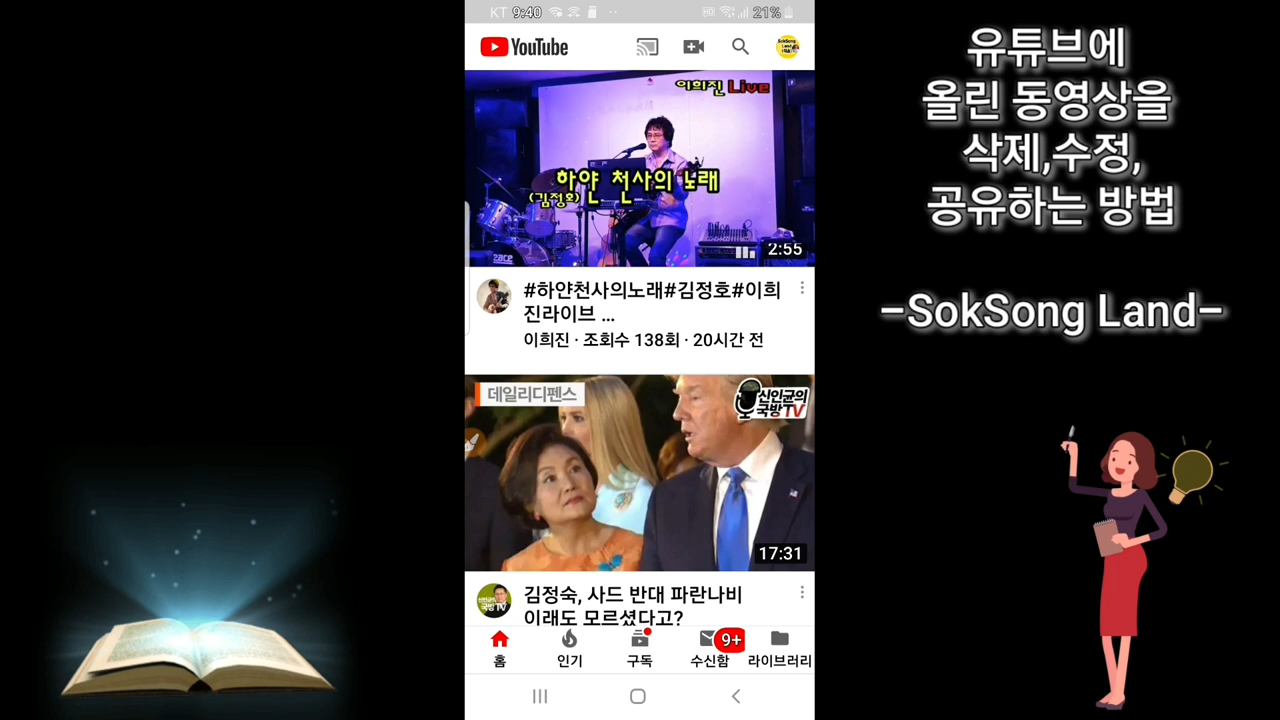 KT 9:40
21%
YouTube
이희진 Live
하얀 천사의 노래
(김정호)
2:55
#하얀천사의노래#김정호#이희
진라이브 ...
이희진 · 조회수 138회 · 20시간 전
데일리디펜스
신인균의
국방TV
17:31
김정숙, 사드 반대 파란나비
이래도 모르셨다고?
홈
인기
구독
9+
수신함
라이브러리
유튜브에
올린 동영상을
삭제,수정,
공유하는 방법
–SokSong Land–